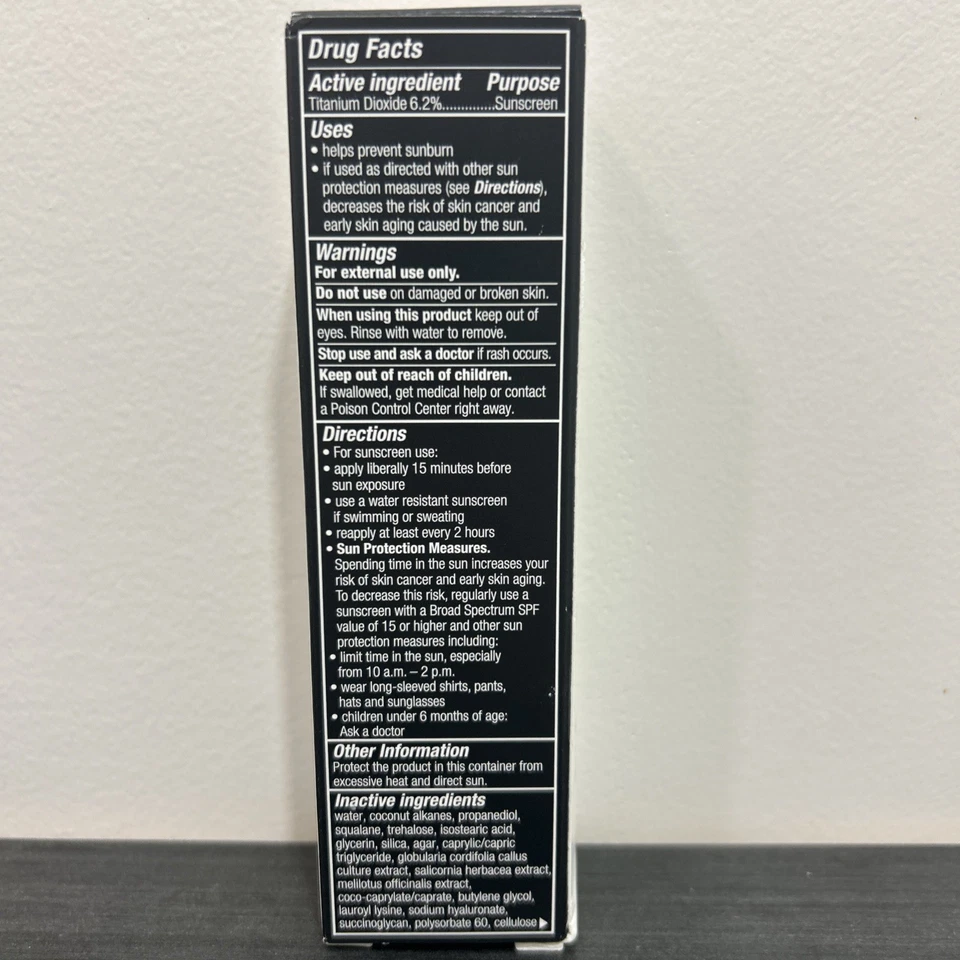 Drug Facts
Active ingredient Purpose
Titanium Dioxide 6.2%.............Sunscreen
Uses
• helps prevent sunburn
• if used as directed with other sun
protection measures (see Directions),
decreases the risk of skin cancer and
early skin aging caused by the sun.
Warnings
For external use only.
Do not use on damaged or broken skin.
When using this product keep out of
eyes. Rinse with water to remove.
Stop use and ask a doctor if rash occurs.
Keep out of reach of children.
If swallowed, get medical help or contact
a Poison Control Center right away.
Directions
• For sunscreen use:
• apply liberally 15 minutes before
sun exposure
• use a water resistant sunscreen
if swimming or sweating
• reapply at least every 2 hours
• Sun Protection Measures.
Spending time in the sun increases your
risk of skin cancer and early skin aging.
To decrease this risk, regularly use a
sunscreen with a Broad Spectrum SPF
value of 15 or higher and other sun
protection measures including:
• limit time in the sun, especially
from 10 a.m. – 2 p.m.
• wear long-sleeved shirts, pants,
hats and sunglasses
• children under 6 months of age:
Ask a doctor
Other Information
Protect the product in this container from
excessive heat and direct sun.
Inactive ingredients
water, coconut alkanes, propanediol,
squalane, trehalose, isostearic acid,
glycerin, silica, agar, caprylic/capric
triglyceride, globularia cordifolia callus
culture extract, salicornia herbacea extract,
melilotus officinalis extract,
coco-caprylate/caprate, butylene glycol,
lauroyl lysine, sodium hyaluronate,
succinoglycan, polysorbate 60, cellulose ▶